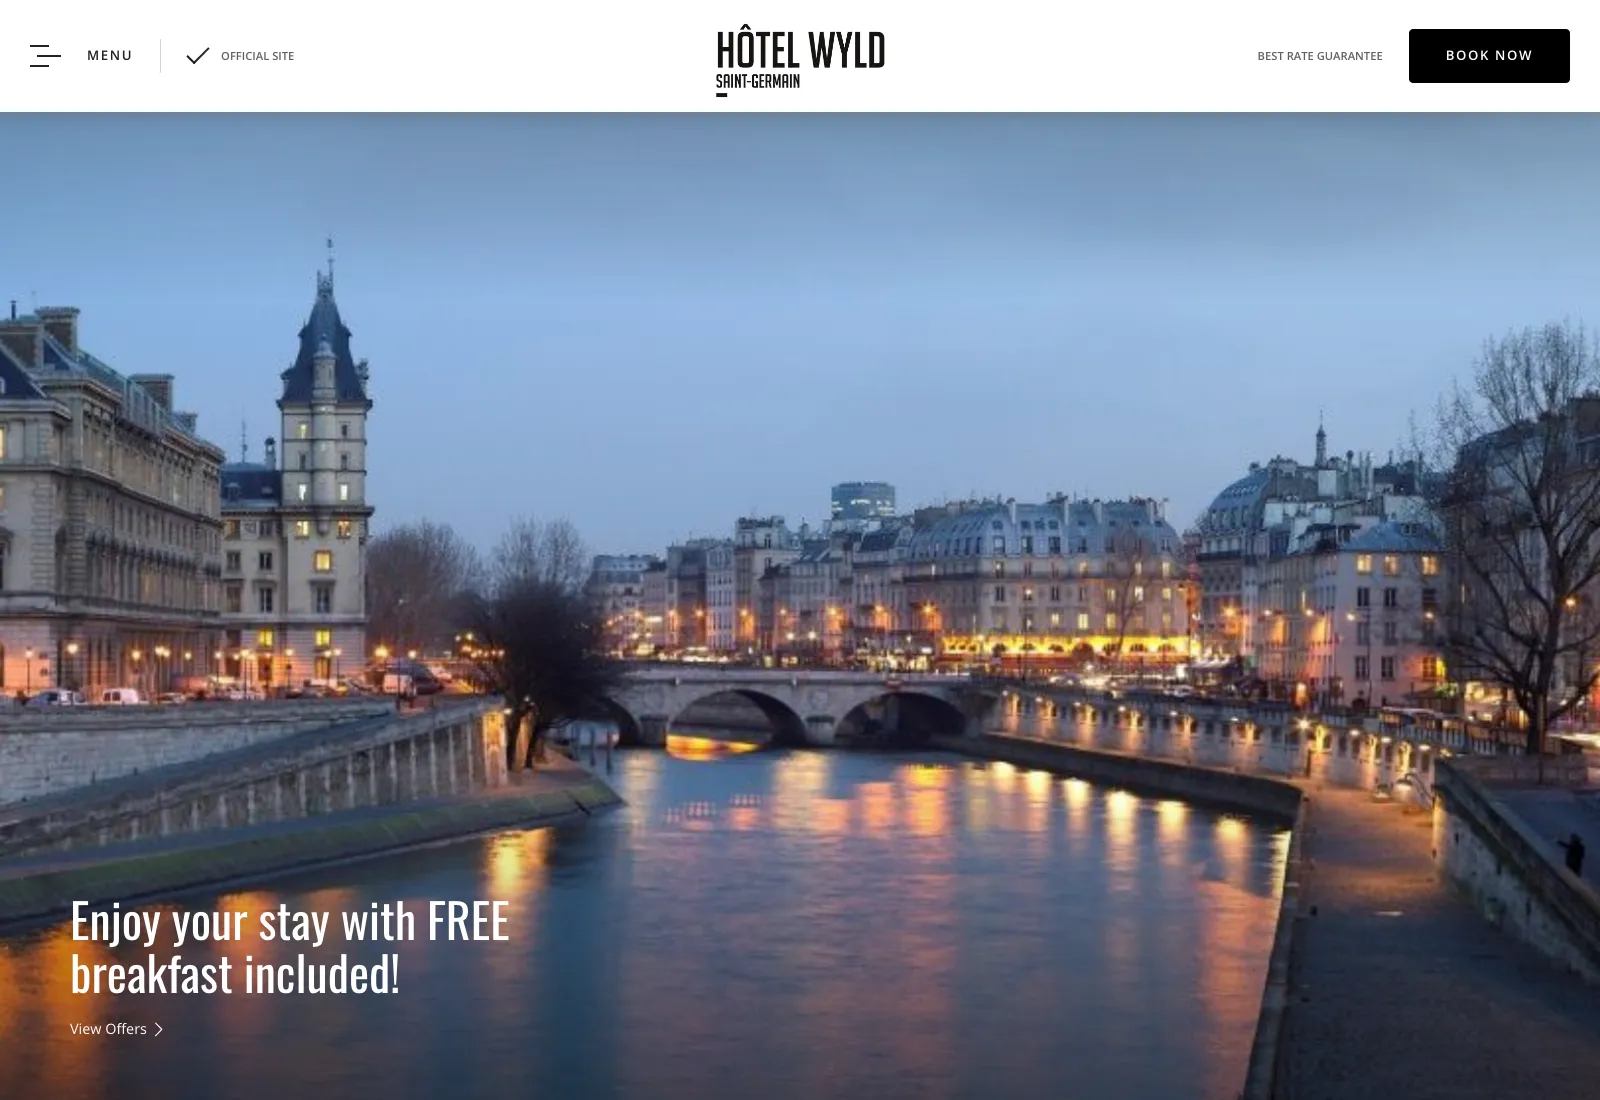 MENU
OFFICIAL SITE
HÔTEL WYLD
SAINT-GERMAIN
BEST RATE GUARANTEE
BOOK NOW
Enjoy your stay with FREE
breakfast included!
View Offers